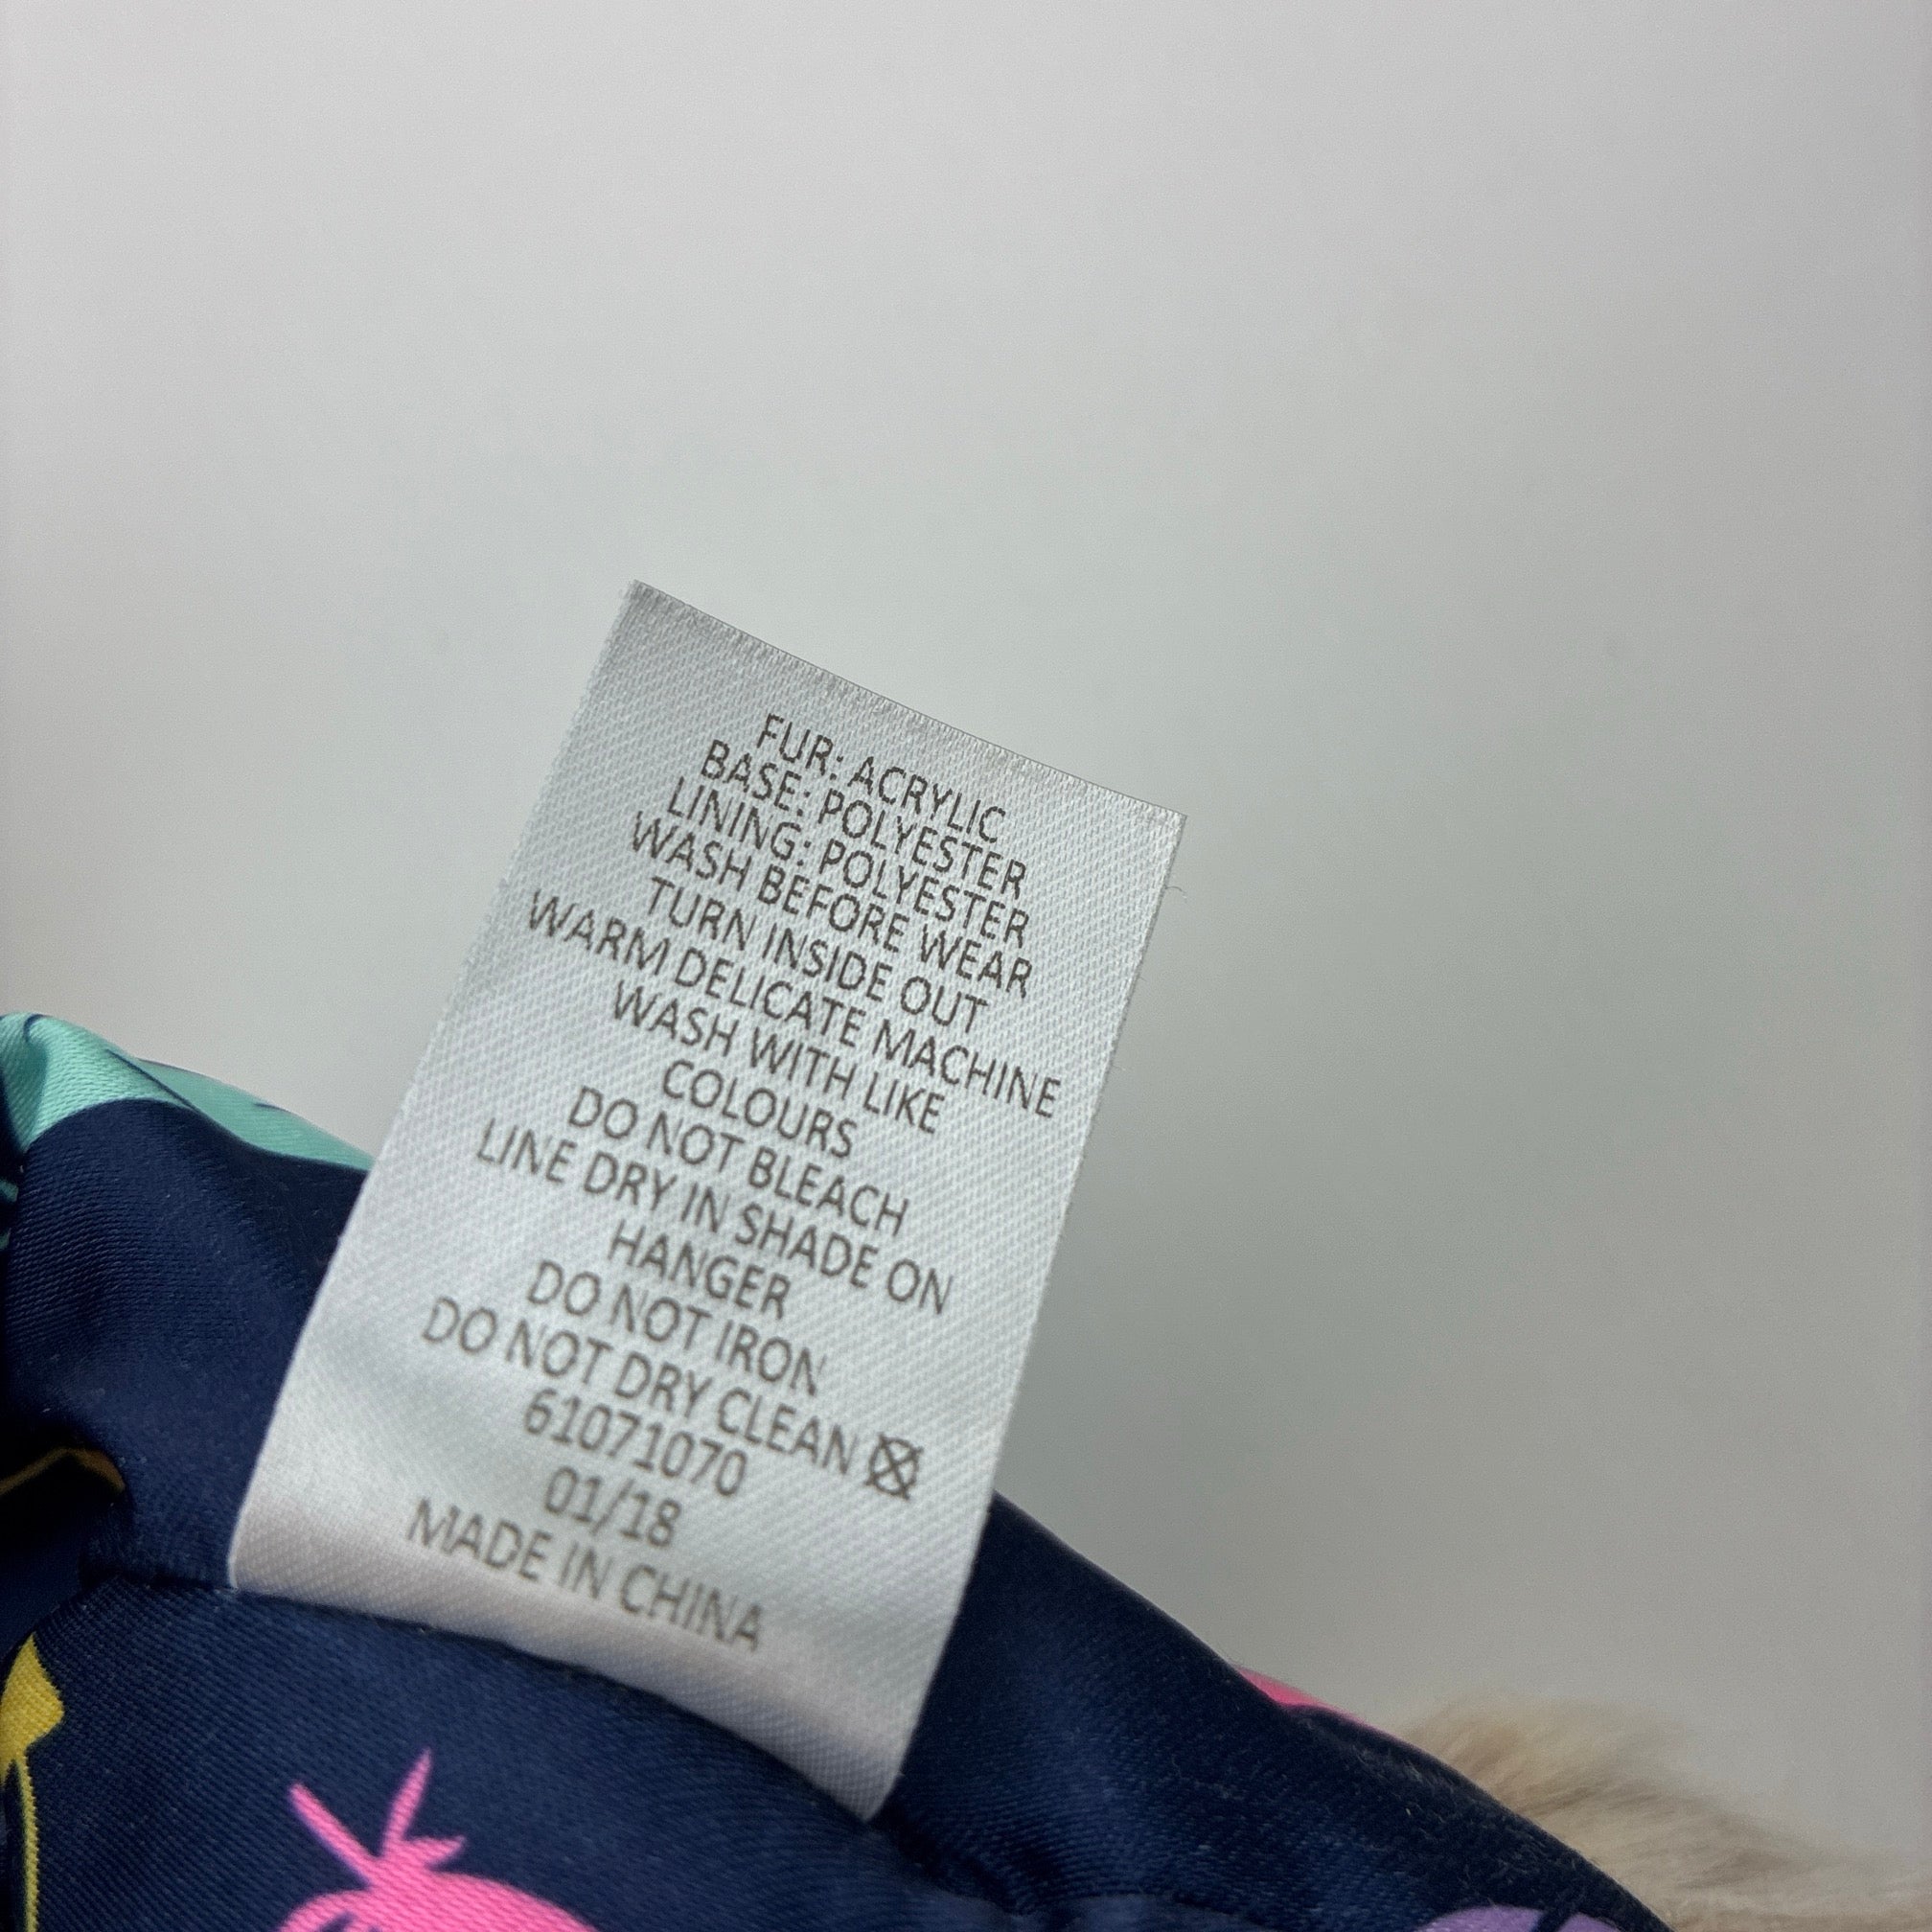 FUR: ACRYLIC
BASE: POLYESTER
LINING: POLYESTER
WASH BEFORE WEAR
TURN INSIDE OUT
WARM DELICATE MACHINE
WASH WITH LIKE
COLOURS
DO NOT BLEACH
LINE DRY IN SHADE ON
HANGER
DO NOT IRON
DO NOT DRY CLEAN
61071070
01/18
MADE IN CHINA